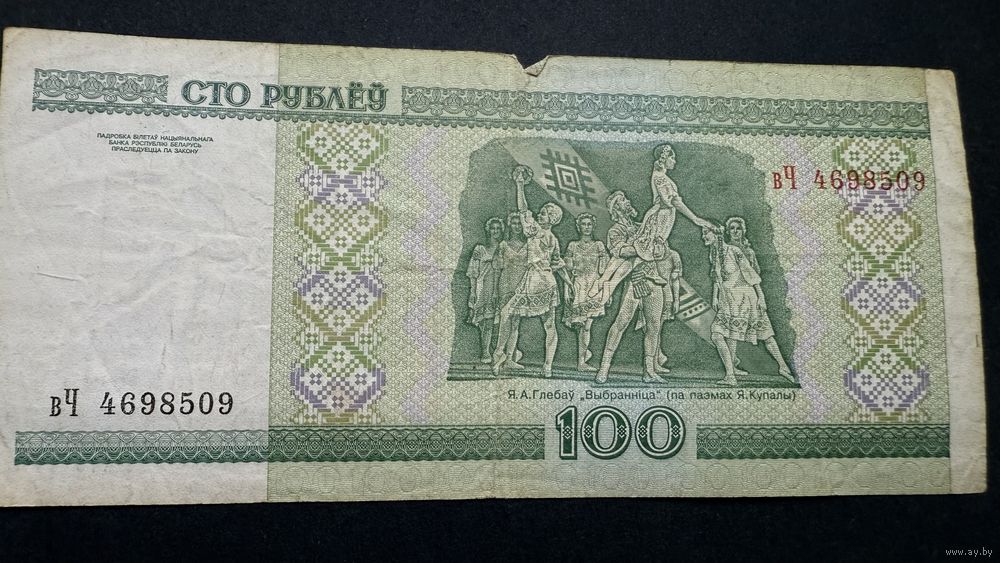 СТО РУБЛЁЎ
ПАДРОБКА БІЛЕТАЎ НАЦЫЯНАЛЬНАГА
БАНКА РЭСПУБЛІКІ БЕЛАРУСЬ
ПРАСЛЕДУЕЦЦА ПА ЗАКОНУ
вЧ 4698509
вЧ 4698509
Я.А.Глебаў „Выбранніца“ (па паэмах Я.Купалы)
100
www.ay.by